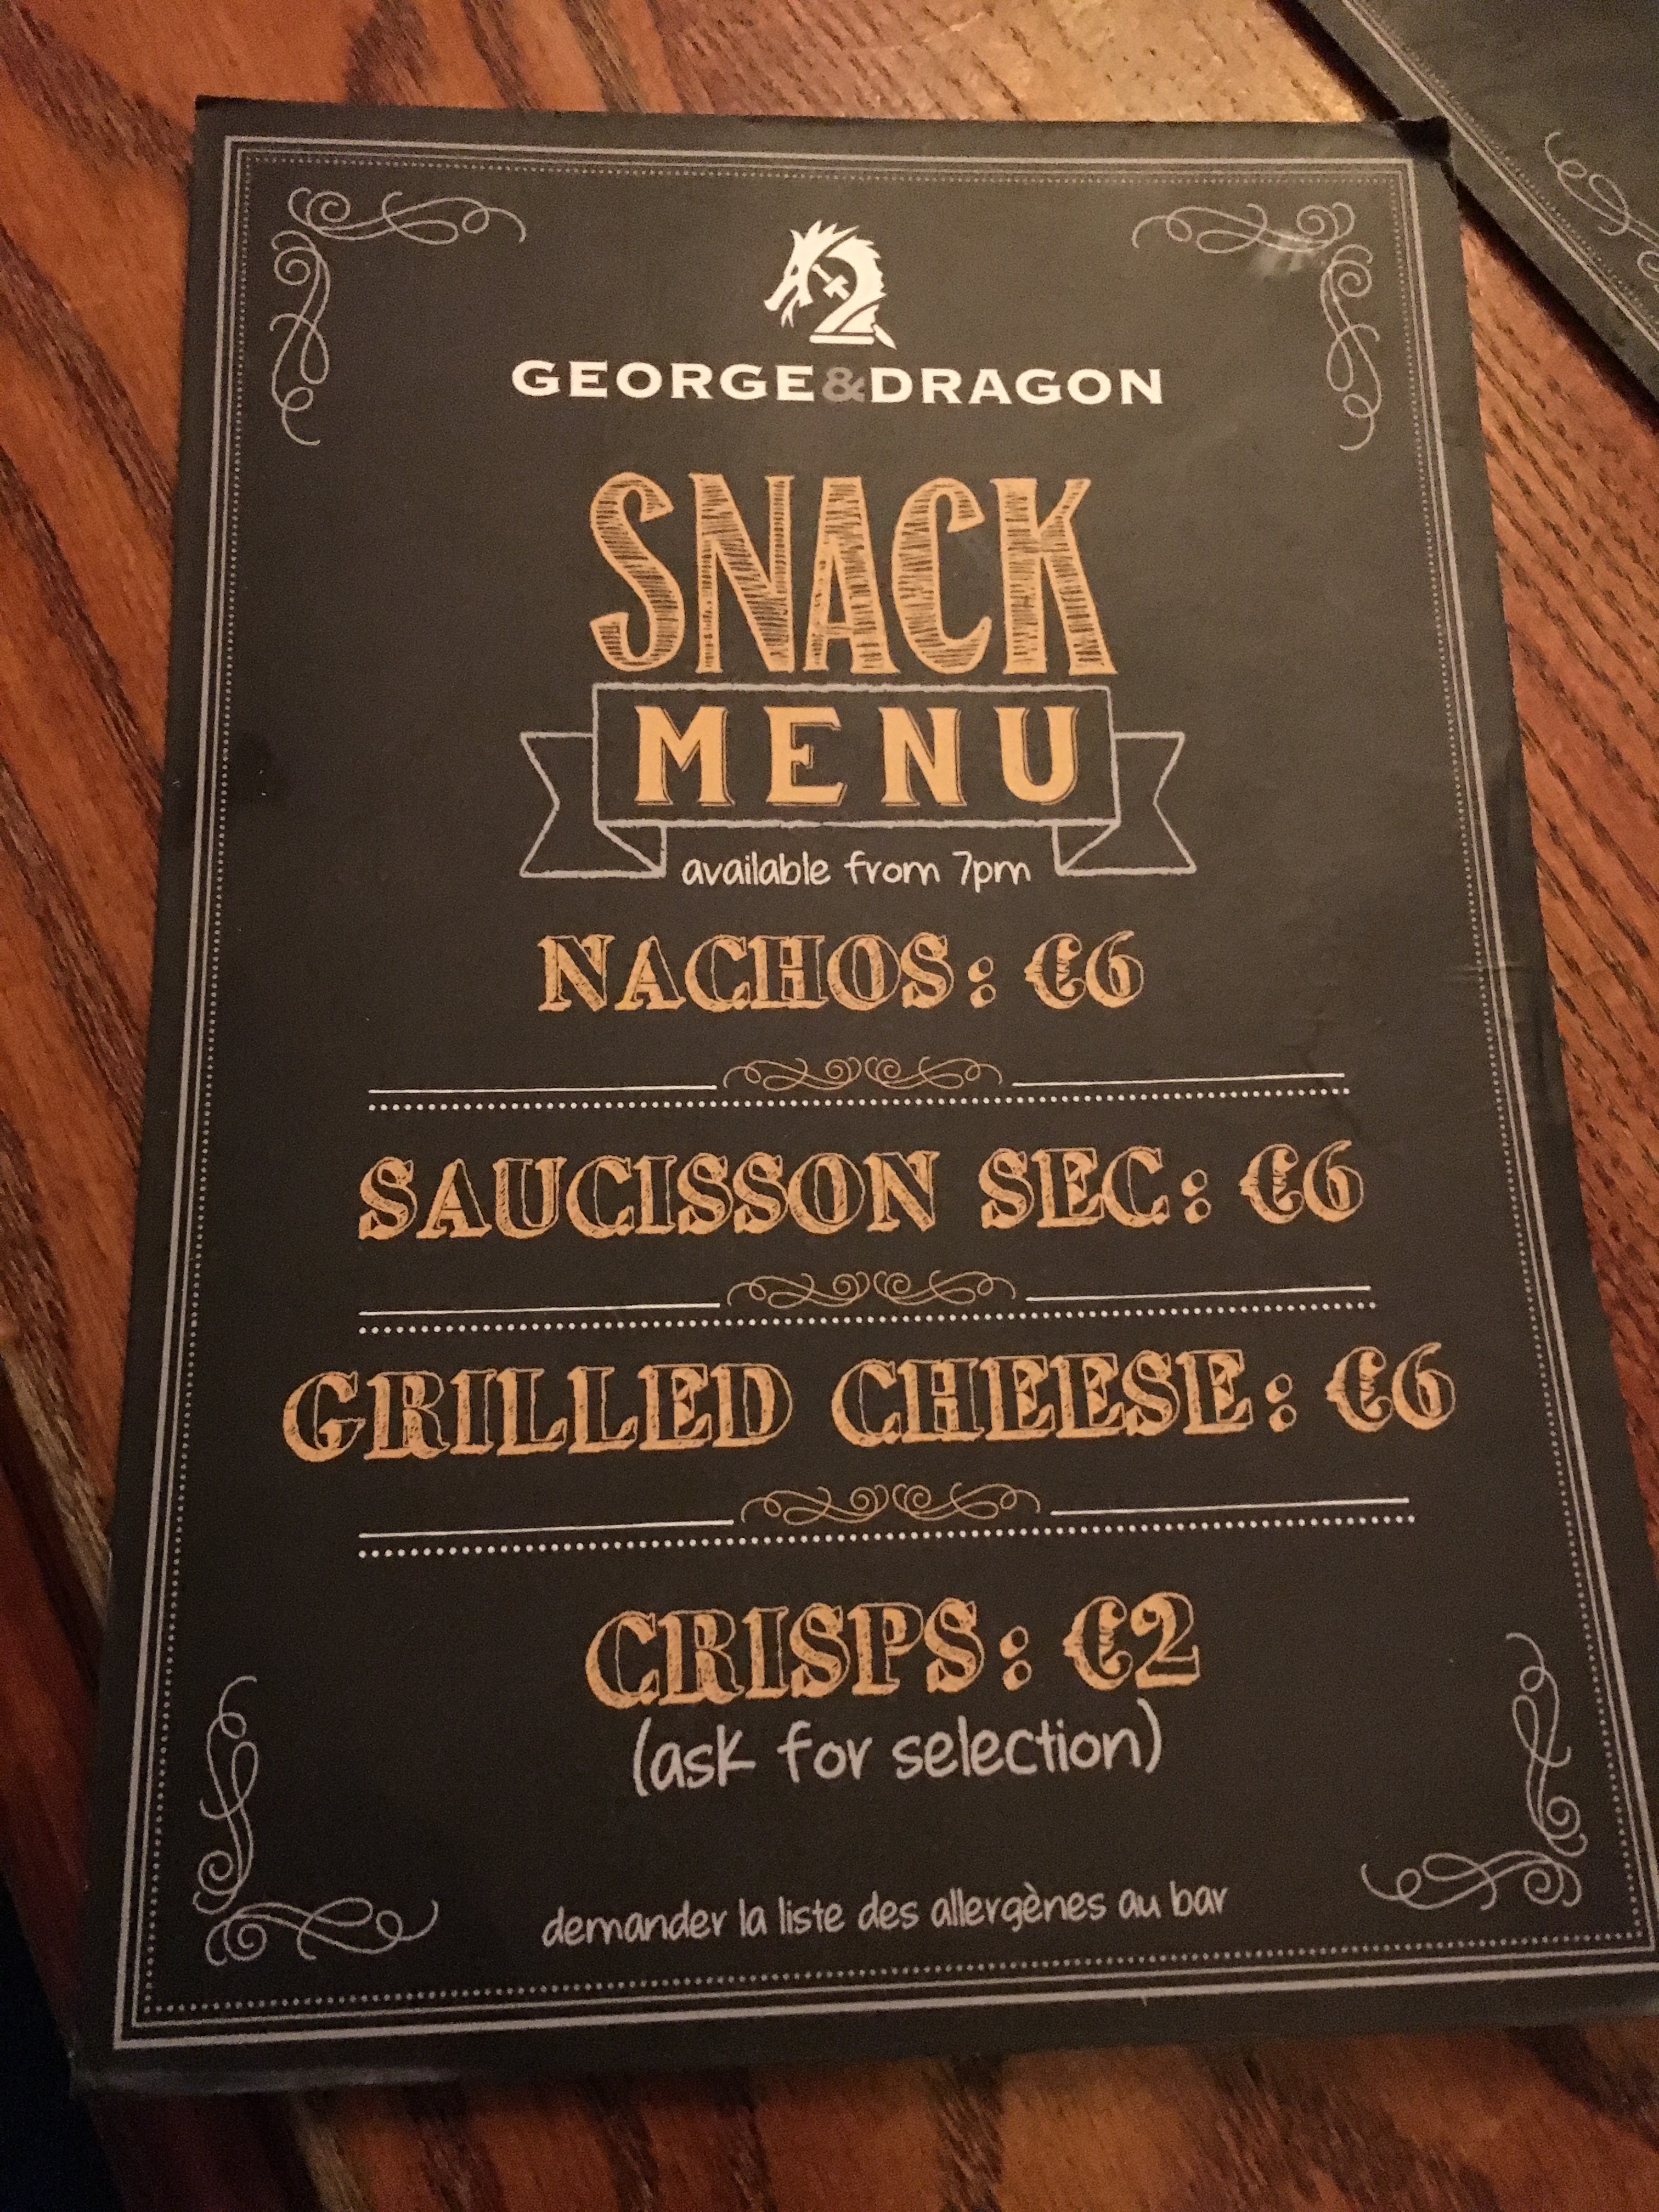 GEORGE&DRAGON
SNACK
MENU
available from 7pm
NACHOS: €6
SAUCISSON SEC: €6
GRILLED CHEESE: €6
CRISPS: €2
(ask for selection)
demander la liste des allergènes au bar